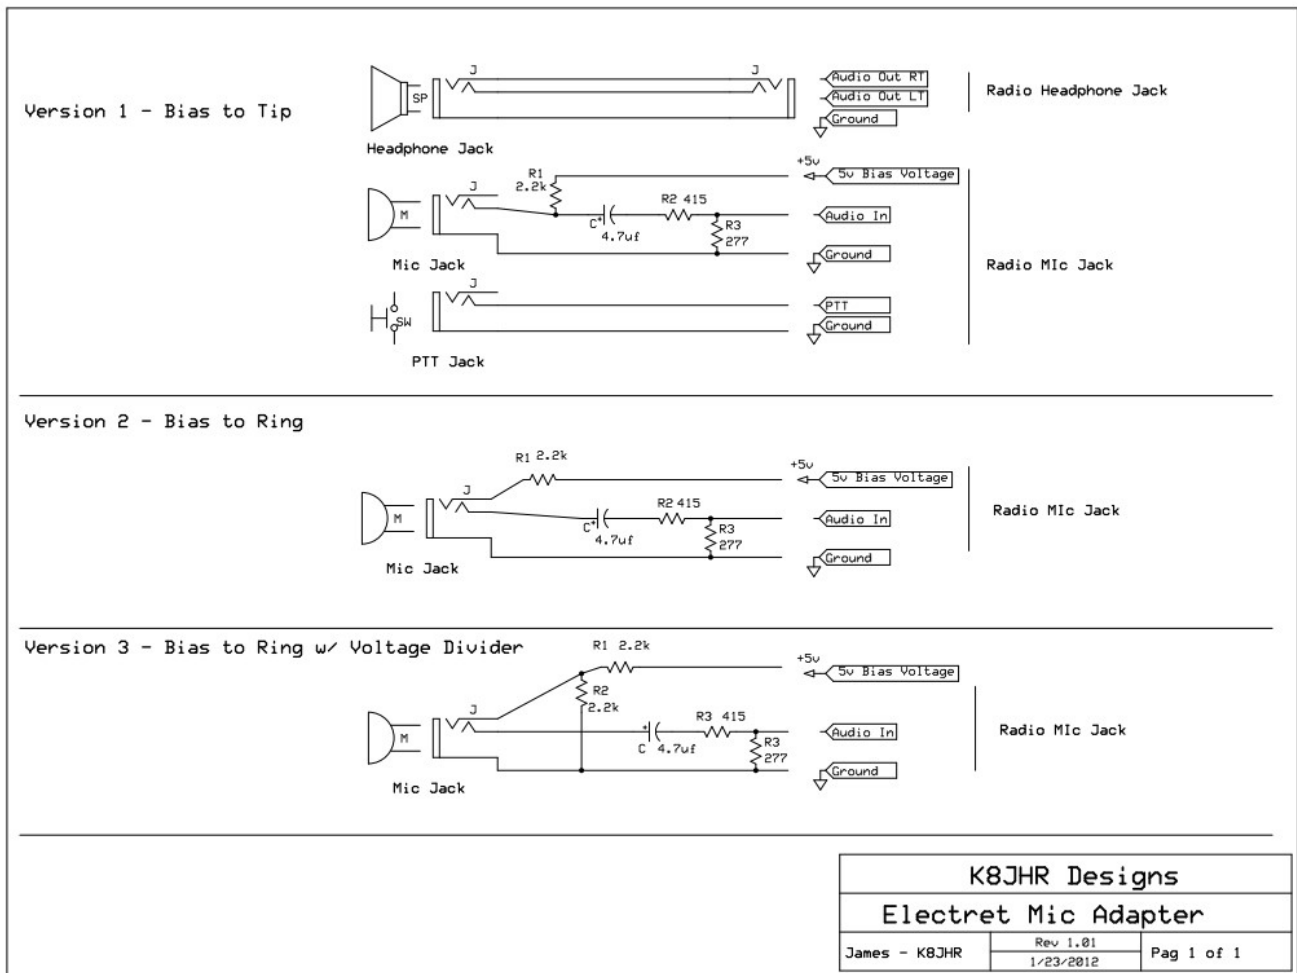 Version 1 - Bias to Tip
J
J
SP
Audio Out RT
Audio Out LT
Ground
Radio Headphone Jack
Headphone Jack
R1
2.2k
+5v
5v Bias Voltage
J
M
R2 415
C+
4.7uf
R3
277
Audio In
Ground
Mic Jack
Radio MIc Jack
J
SW
PTT
Ground
PTT Jack
Version 2 - Bias to Ring
R1 2.2k
+5v
5v Bias Voltage
J
M
R2 415
C+
4.7uf
R3
277
Audio In
Ground
Radio MIc Jack
Mic Jack
Version 3 - Bias to Ring w/ Voltage Divider
R1 2.2k
+5v
5v Bias Voltage
R2
2.2k
J
M
+
C 4.7uf
R3 415
R3
277
Audio In
Ground
Radio MIc Jack
Mic Jack
K8JHR Designs
Electret Mic Adapter
James - K8JHR
Rev 1.01
1/23/2012
Pag 1 of 1